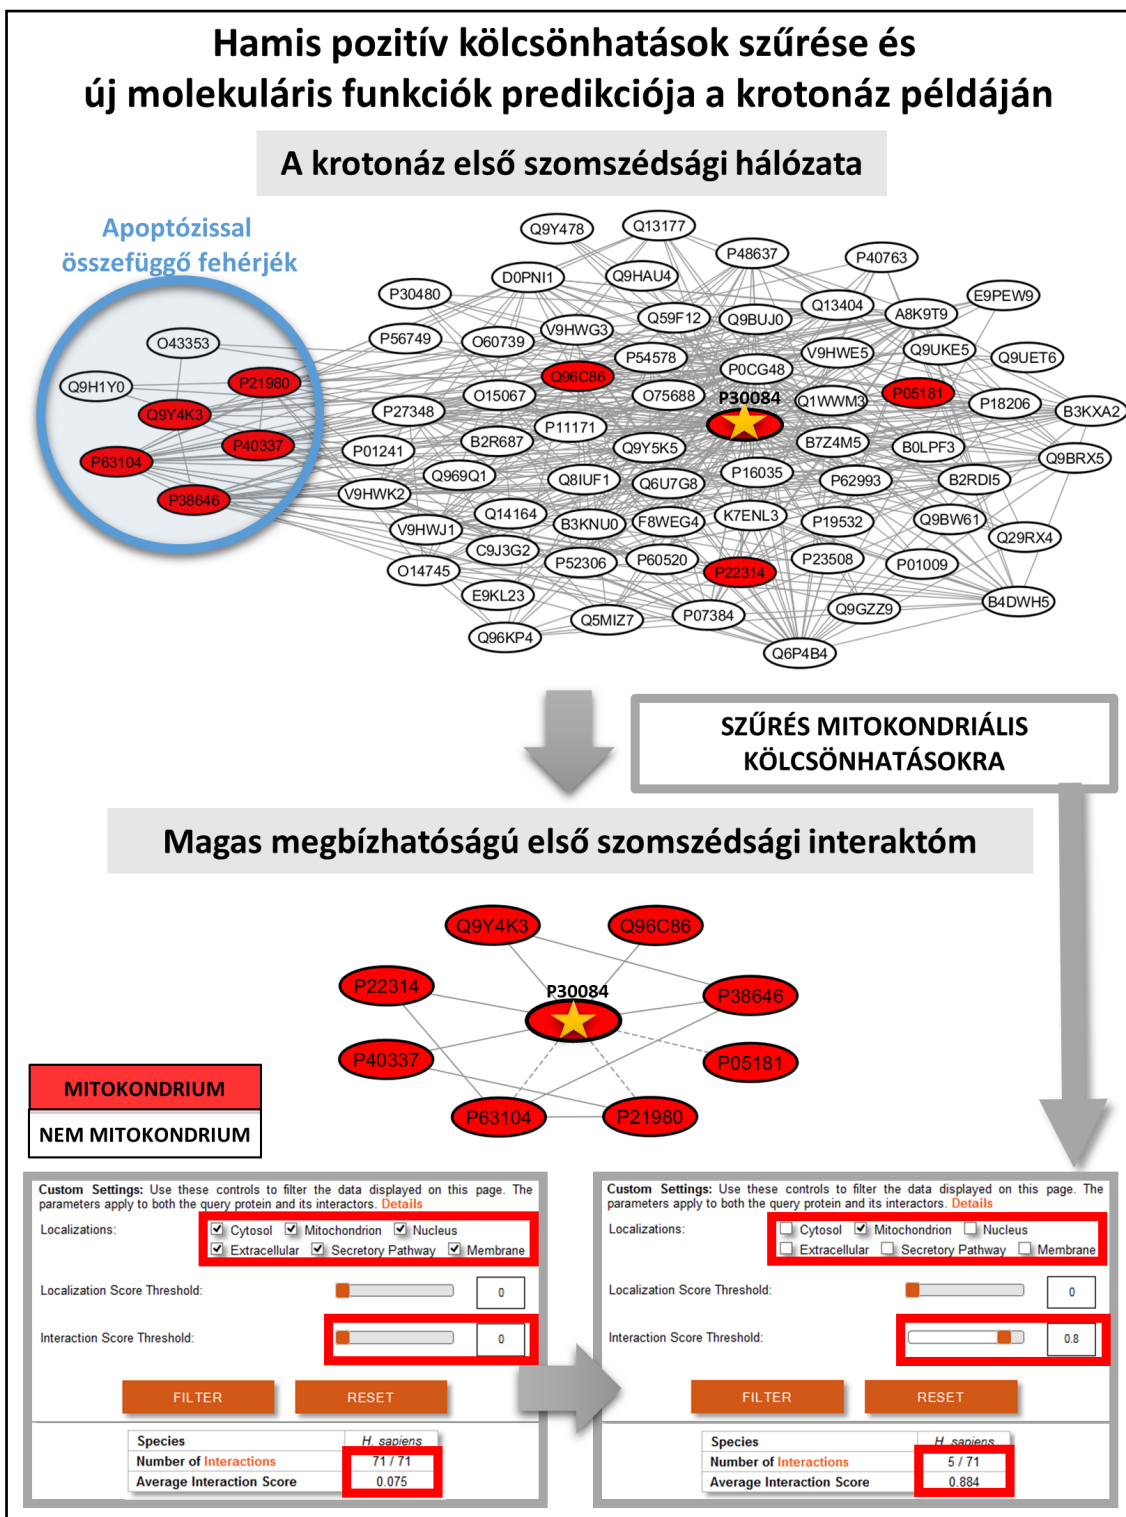 Hamis pozitív kölcsönhatások szűrése és
új molekuláris funkciók predikciója a krotonáz példáján
A krotonáz első szomszédsági hálózata
Apoptózissal
összefüggő fehérjék
Q9Y478
Q13177
P48637
P40763
D0PNI1
Q9HAU4
E9PEW9
P30480
Q13404
A8K9T9
Q59F12
Q9BUJ0
O43353
P56749
O60739
V9HWG3
V9HWE5
Q9UKE5
Q9UET6
P54578
P0CG48
Q9H1Y0
P21980
Q96C86
P05181
O15067
O75688
P30084
Q1WWM3
P18206
Q9Y4K3
P27348
B3KXA2
P11171
P40337
B2R687
Q9Y5K5
B7Z4M5
B0LPF3
P01241
P63104
Q9BRX5
Q969Q1
Q8IUF1
Q6U7G8
P16035
P62993
B2RDI5
P38646
V9HWK2
Q14164
B3KNU0
F8WEG4
K7ENL3
P19532
Q9BW61
V9HWJ1
Q29RX4
C9J3G2
P52306
P60520
P23508
P01009
O14745
P22314
E9KL23
B4DWH5
Q5MIZ7
P07384
Q9GZZ9
Q96KP4
Q6P4B4
SZŰRÉS MITOKONDRIÁLIS
KÖLCSÖNHATÁSOKRA
Magas megbízhatóságú első szomszédsági interaktóm
Q9Y4K3
Q96C86
P22314
P30084
P38646
P40337
P05181
P63104
P21980
MITOKONDRIUM
NEM MITOKONDRIUM
Custom Settings: Use these controls to filter the data displayed on this page. The
parameters apply to both the query protein and its interactors. Details
Localizations:
Cytosol Mitochondrion Nucleus
Extracellular Secretory Pathway Membrane
Localization Score Threshold: 0
Interaction Score Threshold: 0
FILTER RESET
Species H. sapiens
Number of Interactions 71 / 71
Average Interaction Score 0.075
Custom Settings: Use these controls to filter the data displayed on this page. The
parameters apply to both the query protein and its interactors. Details
Localizations:
Cytosol Mitochondrion Nucleus
Extracellular Secretory Pathway Membrane
Localization Score Threshold: 0
Interaction Score Threshold: 0.8
FILTER RESET
Species H. sapiens
Number of Interactions 5 / 71
Average Interaction Score 0.884